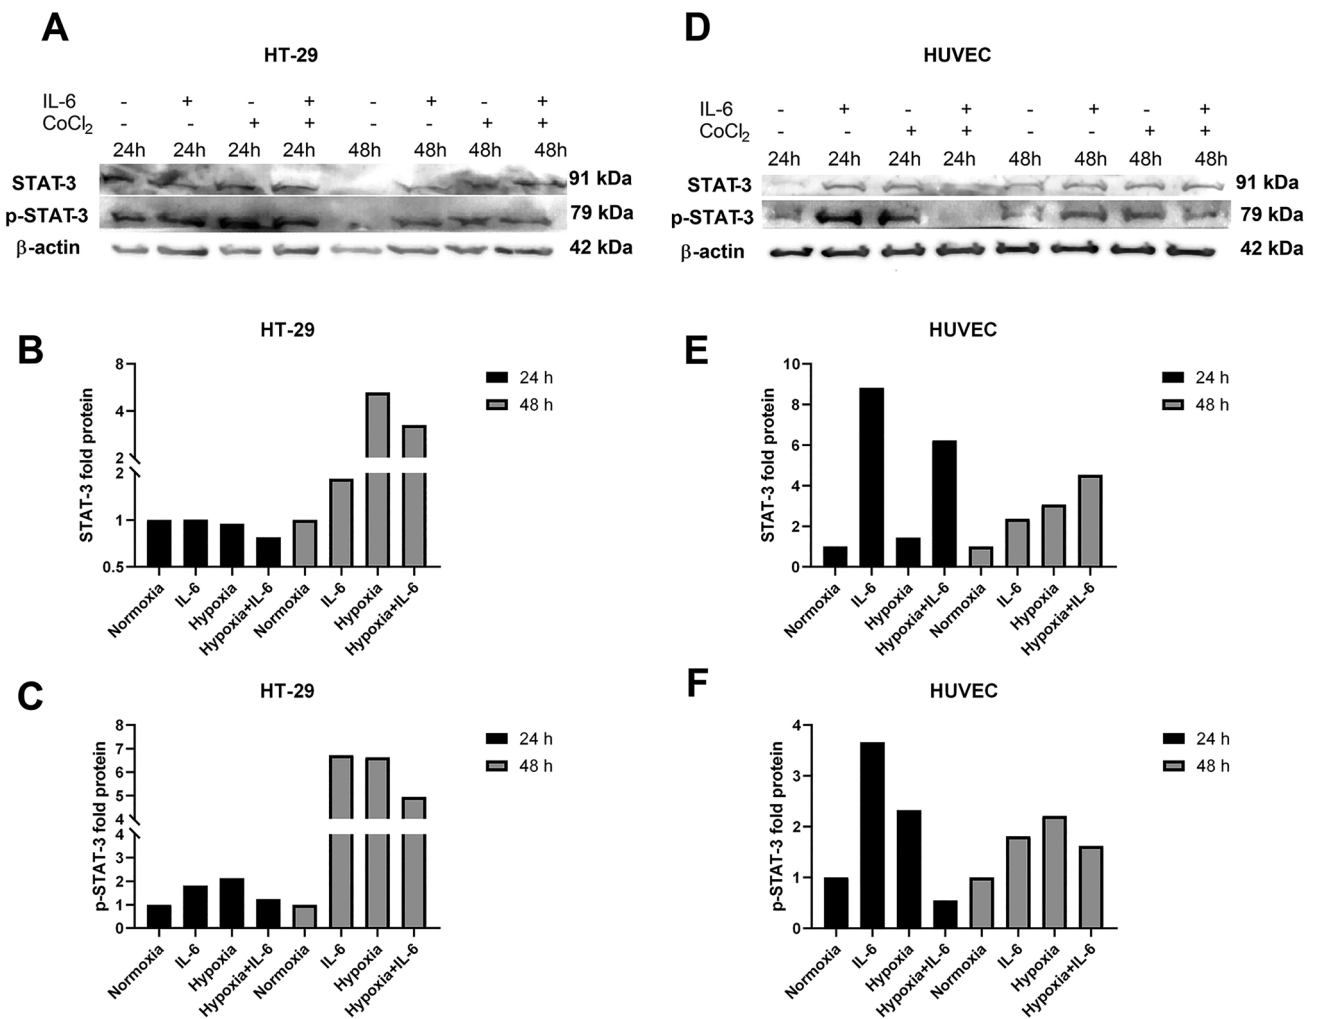 A
HT-29
IL-6 - + - + - + - +
CoCl2 - - + + - - + +
24h 24h 24h 24h 48h 48h 48h 48h
STAT-3 91 kDa
p-STAT-3 79 kDa
β-actin 42 kDa
D
HUVEC
IL-6 - + - + - + - +
CoCl2 - - + + - - + +
24h 24h 24h 24h 48h 48h 48h 48h
STAT-3 91 kDa
p-STAT-3 79 kDa
β-actin 42 kDa
B
HT-29
STAT-3 fold protein
8
4
2
2
1
0.5
Normoxia IL-6 Hypoxia Hypoxia+IL-6 Normoxia IL-6 Hypoxia Hypoxia+IL-6
24 h
48 h
E
HUVEC
STAT-3 fold protein
10
8
6
4
2
0
Normoxia IL-6 Hypoxia Hypoxia+IL-6 Normoxia IL-6 Hypoxia Hypoxia+IL-6
24 h
48 h
C
HT-29
p-STAT-3 fold protein
8
7
6
5
4
4
3
2
1
0
Normoxia IL-6 Hypoxia Hypoxia+IL-6 Normoxia IL-6 Hypoxia Hypoxia+IL-6
24 h
48 h
F
HUVEC
p-STAT-3 fold protein
4
3
2
1
0
Normoxia IL-6 Hypoxia Hypoxia+IL-6 Normoxia IL-6 Hypoxia Hypoxia+IL-6
24 h
48 h